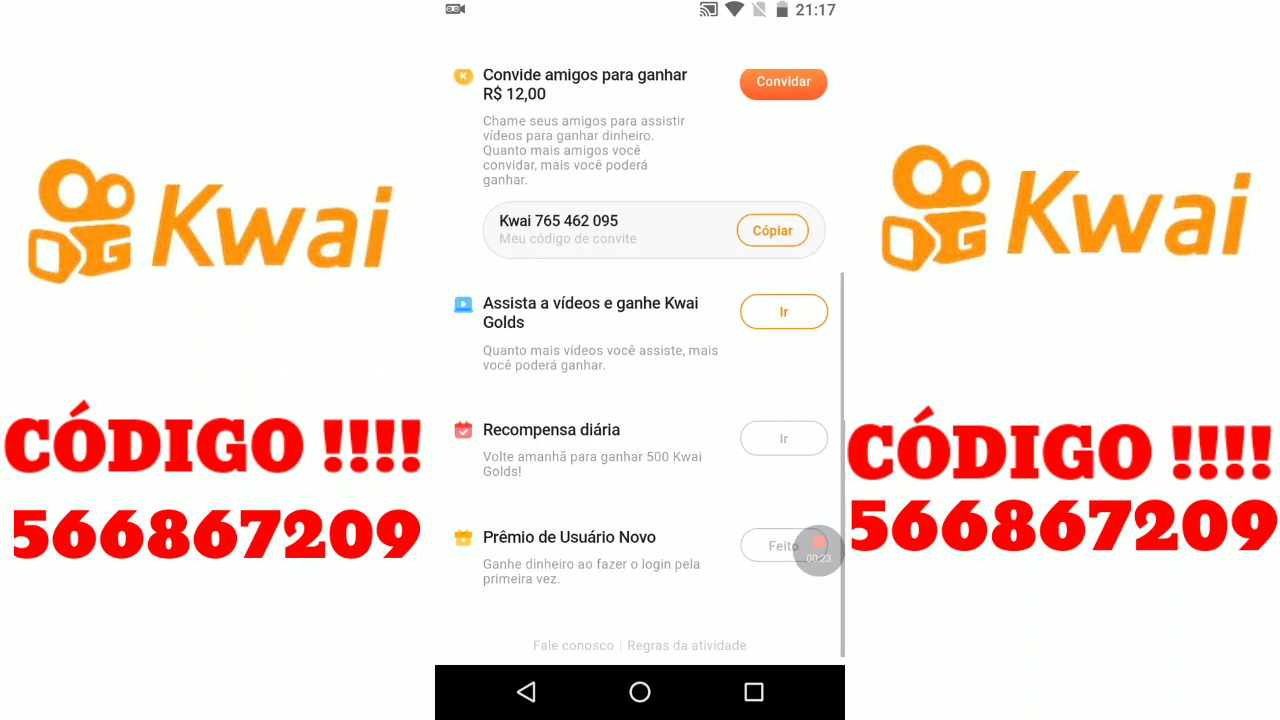 21:17
Convide amigos para ganhar
R$ 12,00
Convidar
Chame seus amigos para assistir
vídeos para ganhar dinheiro.
Quanto mais amigos você
convidar, mais você poderá
ganhar.
Kwai 765 462 095
Meu código de convite
Cópiar
Assista a vídeos e ganhe Kwai
Golds
Ir
Quanto mais vídeos você assiste, mais
você poderá ganhar.
Recompensa diária
Ir
Volte amanhã para ganhar 500 Kwai
Golds!
Prêmio de Usuário Novo
Feito
00:23
Ganhe dinheiro ao fazer o login pela
primeira vez.
Fale conosco | Regras da atividade
Kwai
CÓDIGO !!!!
566867209
Kwai
CÓDIGO !!!!
566867209